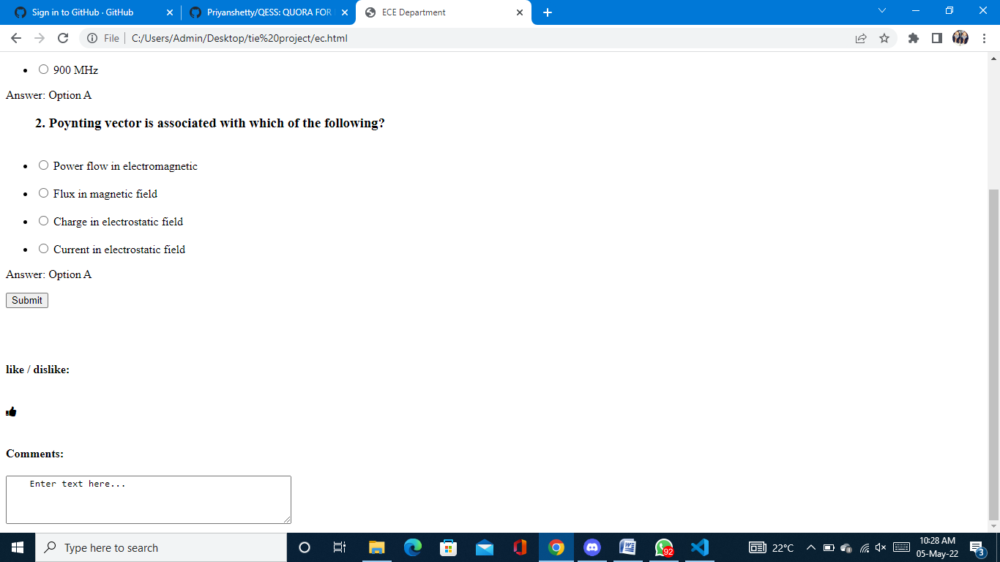 Sign in to GitHub · GitHub
Priyanshetty/QESS: QUORA FOR
ECE Department
File
C:/Users/Admin/Desktop/tie%20project/ec.html
900 MHz
Answer: Option A
2. Poynting vector is associated with which of the following?
Power flow in electromagnetic
Flux in magnetic field
Charge in electrostatic field
Current in electrostatic field
Answer: Option A
Submit
like / dislike:
Comments:
Enter text here...
Type here to search
92
22°C
10:28 AM
05-May-22
3